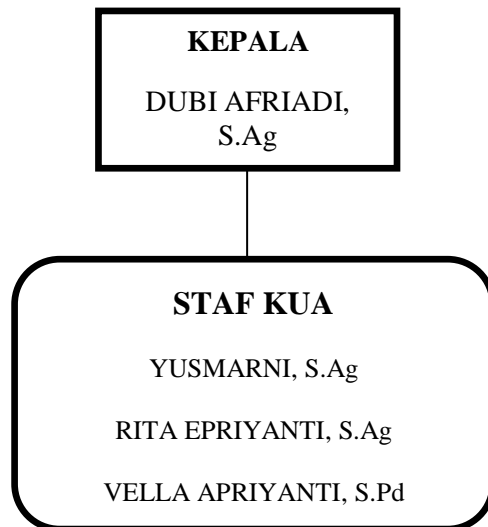 KEPALA
DUBI AFRIADI,
S.Ag
STAF KUA
YUSMARNI, S.Ag
RITA EPRIYANTI, S.Ag
VELLA APRIYANTI, S.Pd